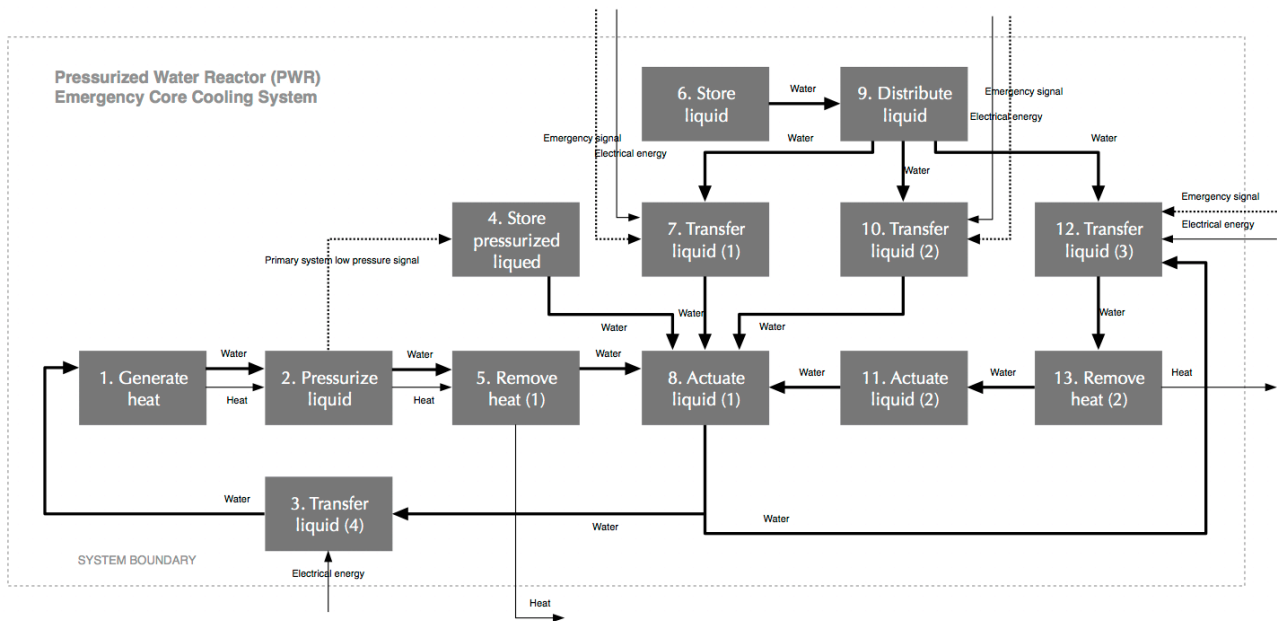 Pressurized Water Reactor (PWR)
Emergency Core Cooling System
6. Store
liquid
Water
9. Distribute
liquid
Emergency signal
Electrical energy
Emergency signal
Electrical energy
Water
Water
Water
4. Store
pressurized
liqued
7. Transfer
liquid (1)
10. Transfer
liquid (2)
12. Transfer
liquid (3)
Emergency signal
Electrical energy
Primary system low pressure signal
Water
Water
Water
Water
1. Generate
heat
Water
Heat
2. Pressurize
liquid
Water
Heat
5. Remove
heat (1)
Water
8. Actuate
liquid (1)
Water
11. Actuate
liquid (2)
Water
13. Remove
heat (2)
Heat
3. Transfer
liquid (4)
Water
Water
Water
SYSTEM BOUNDARY
Electrical energy
Heat